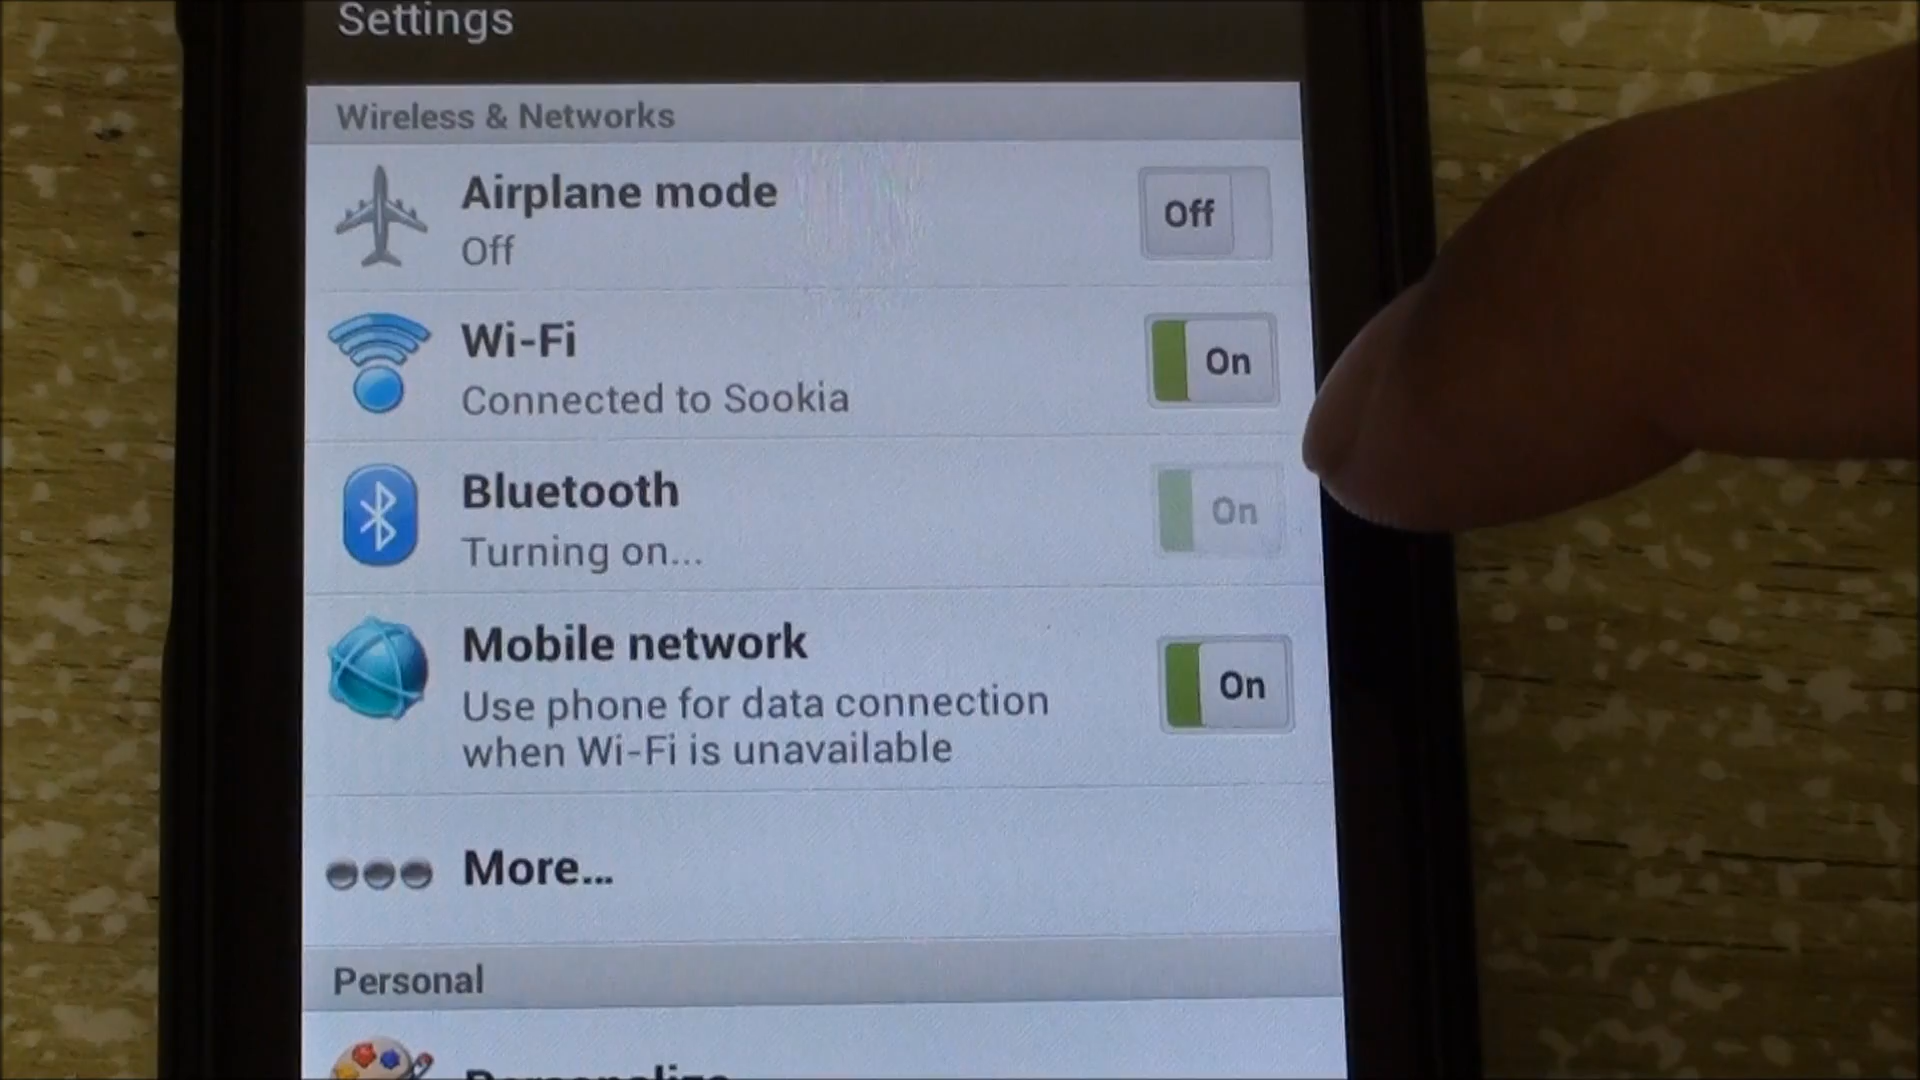 Settings
Wireless & Networks
Airplane mode
Off
Off
Wi-Fi
On
Connected to Sookia
Bluetooth
On
Turning on...
Mobile network
On
Use phone for data connection
when Wi-Fi is unavailable
More...
Personal
Personalize